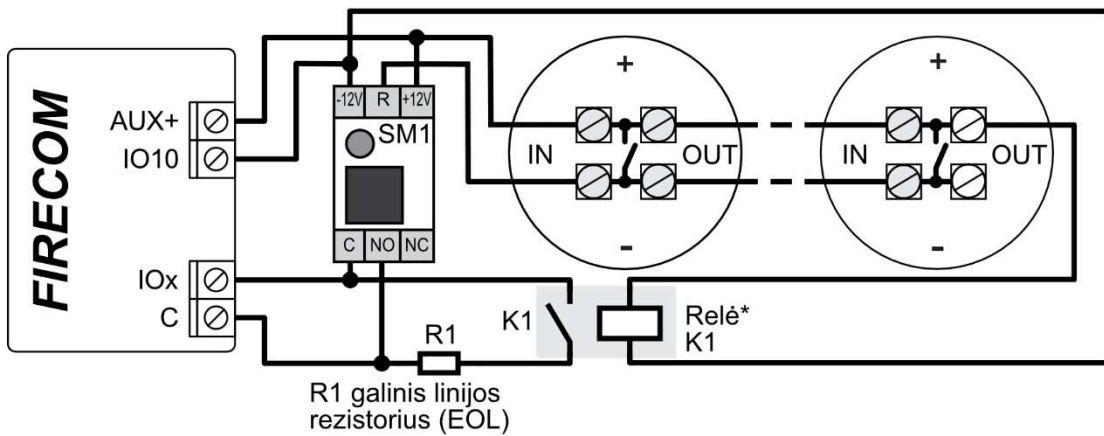 FIRECOM
AUX+
IO10
IOx
C
-12V R +12V
SM1
C NO NC
+
IN OUT
-
+
IN OUT
-
K1
Relė*
K1
R1
R1 galinis linijos
rezistorius (EOL)